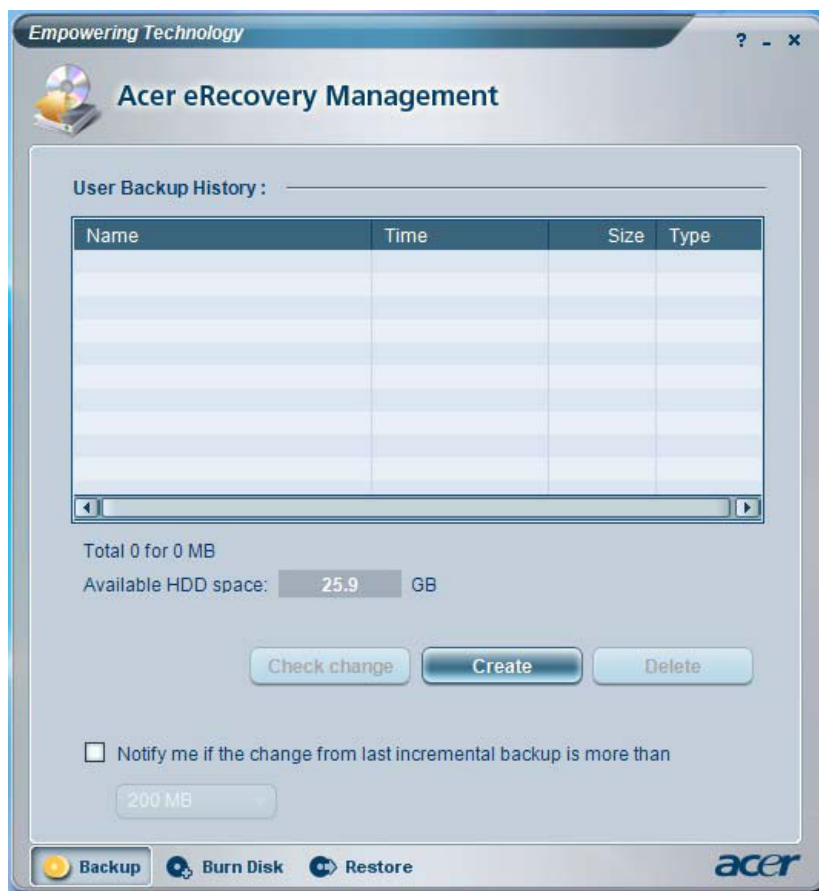 Empowering Technology
? - ×
Acer eRecovery Management
User Backup History :
Name Time Size Type
Total 0 for 0 MB
Available HDD space: 25.9 GB
Check change Create Delete
Notify me if the change from last incremental backup is more than
200 MB
Backup Burn Disk Restore acer